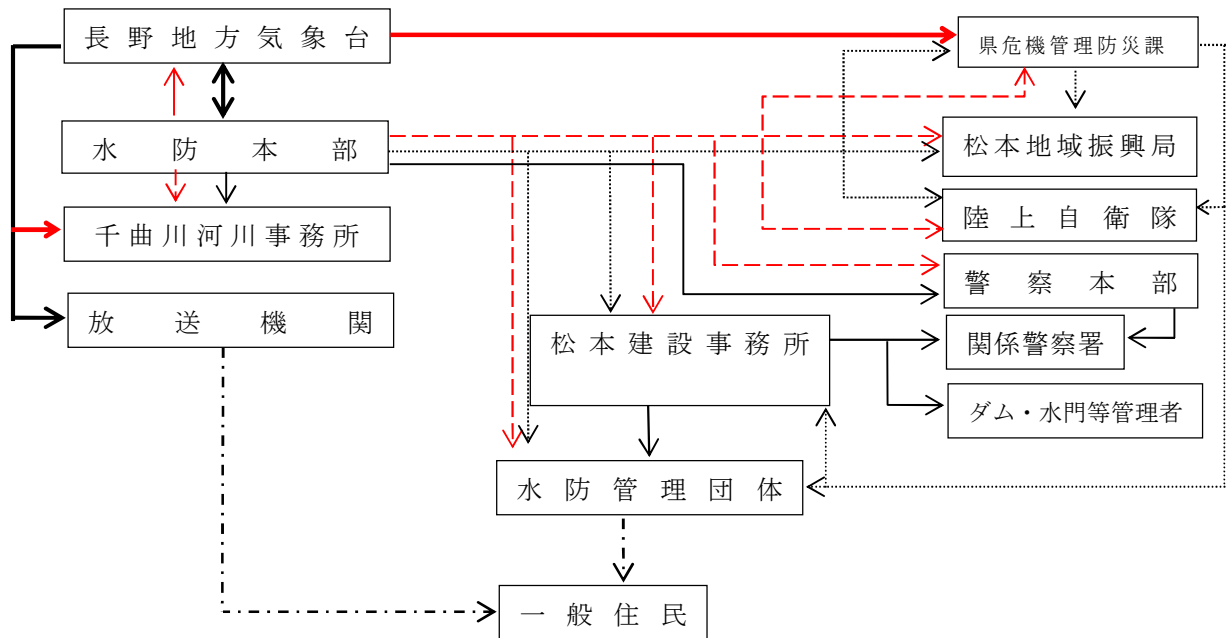 長野地方気象台
県危機管理防災課
水防本部
松本地域振興局
千曲川河川事務所
陸上自衛隊
警察本部
放送機関
松本建設事務所
関係警察署
ダム・水門等管理者
水防管理団体
一般住民